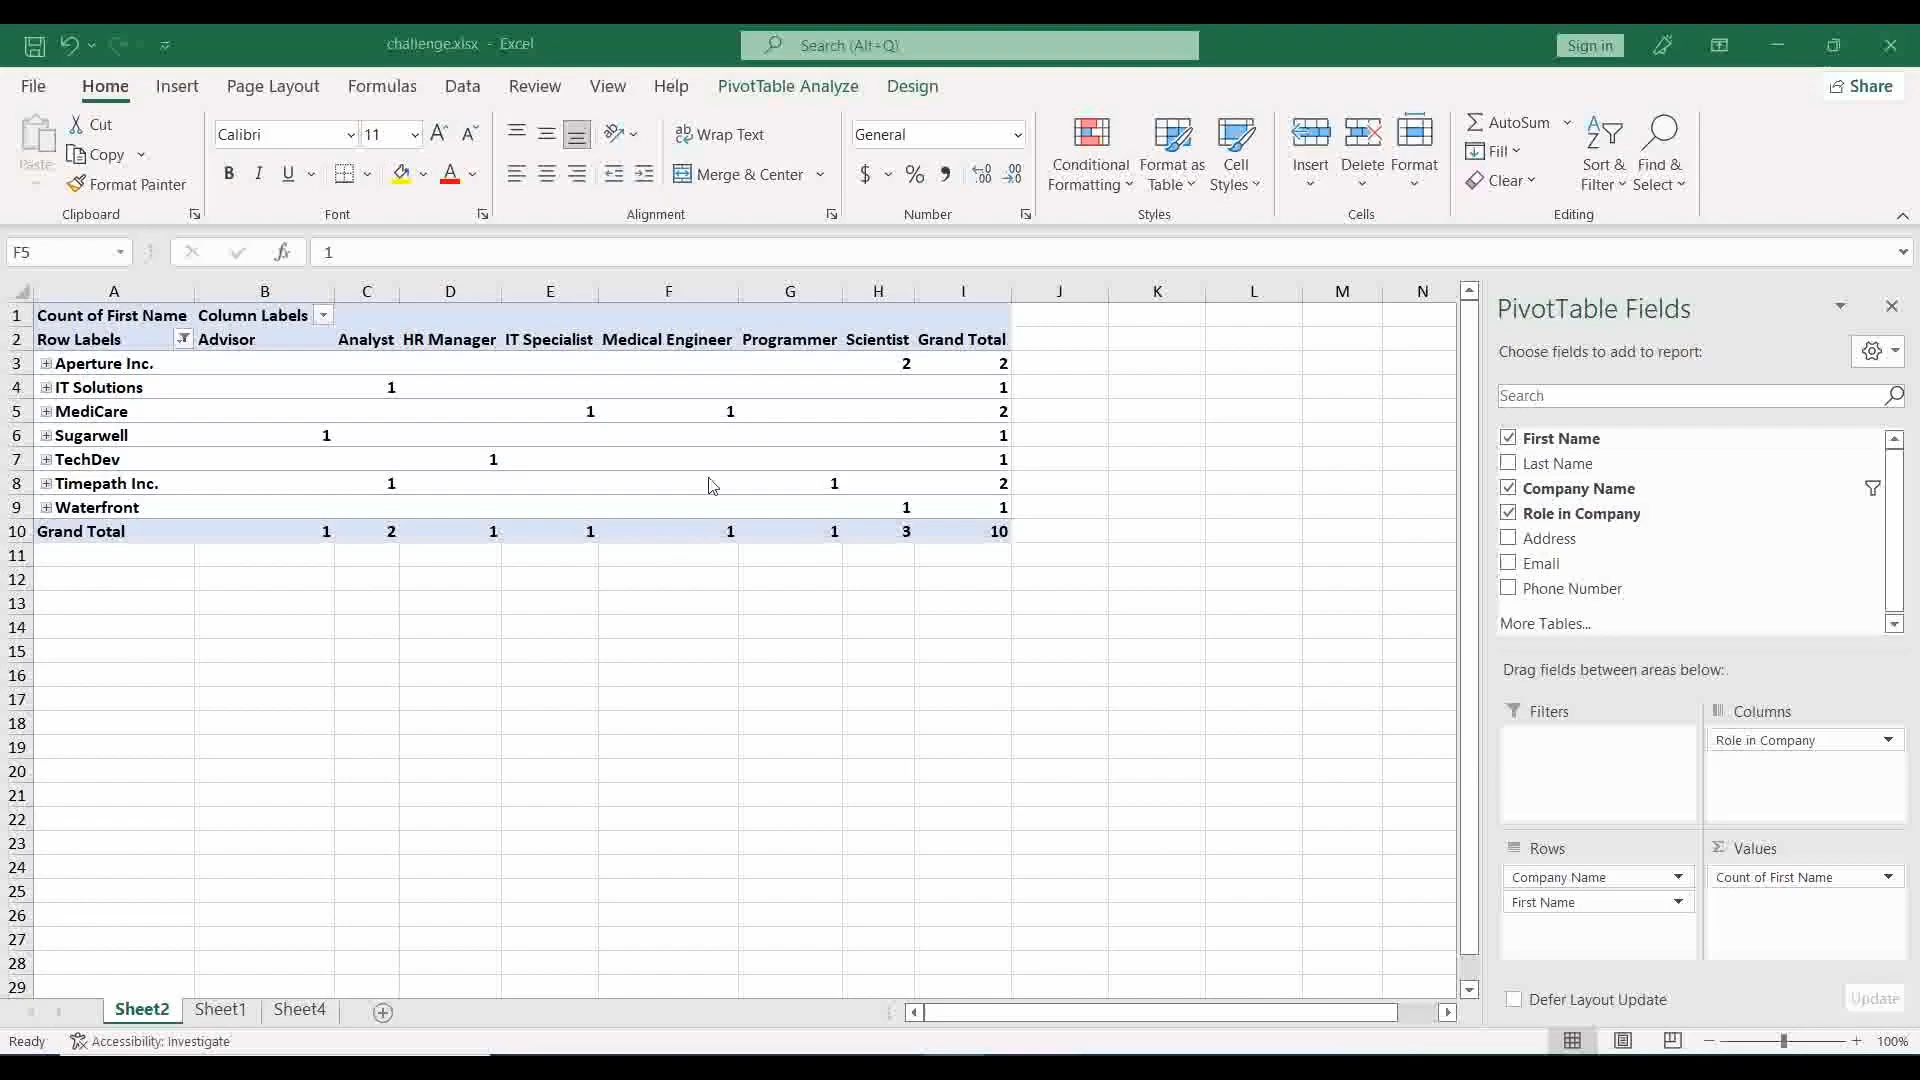 challenge.xlsx - Excel
Search (Alt+Q)
Sign in
File Home Insert Page Layout Formulas Data Review View Help PivotTable Analyze Design Share
Paste
Cut
Copy
Format Painter
Clipboard
Calibri 11
B I U
Font
Wrap Text
Merge & Center
Alignment
General
$ % 9
Number
Conditional Formatting
Format as Table
Cell Styles
Styles
Insert Delete Format
Cells
AutoSum
Fill
Clear
Sort & Filter
Find & Select
Editing
F5 fx 1
A B C D E F G H I J K L M N
1 Count of First Name Column Labels
2 Row Labels Advisor Analyst HR Manager IT Specialist Medical Engineer Programmer Scientist Grand Total
3 Aperture Inc. 2 2
4 IT Solutions 1 1
5 MediCare 1 1 2
6 Sugarwell 1 1
7 TechDev 1 1
8 Timepath Inc. 1 1 2
9 Waterfront 1 1
10 Grand Total 1 2 1 1 1 1 3 10
11
12
13
14
15
16
17
18
19
20
21
22
23
24
25
26
27
28
29
PivotTable Fields
Choose fields to add to report:
Search
First Name
Last Name
Company Name
Role in Company
Address
Email
Phone Number
More Tables...
Drag fields between areas below:
Filters
Columns
Role in Company
Rows
Company Name
First Name
Values
Count of First Name
Defer Layout Update
Update
Sheet2 Sheet1 Sheet4
Ready Accessibility: Investigate 100%